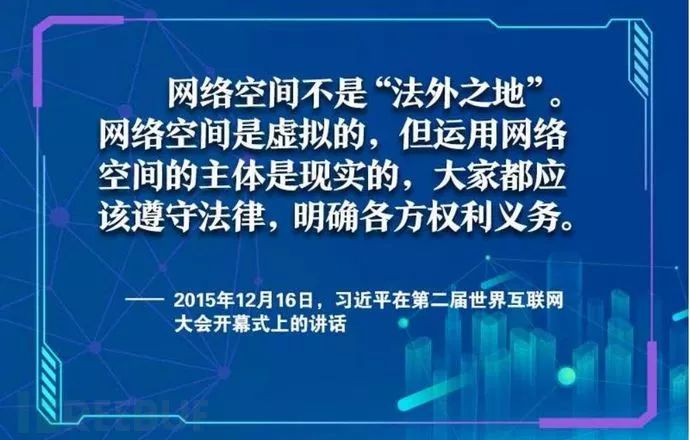 网络空间不是“法外之地”。
网络空间是虚拟的，但运用网络
空间的主体是现实的，大家都应
该遵守法律，明确各方权利义务。
—— 2015年12月16日，习近平在第二届世界互联网
大会开幕式上的讲话
FREEBUF